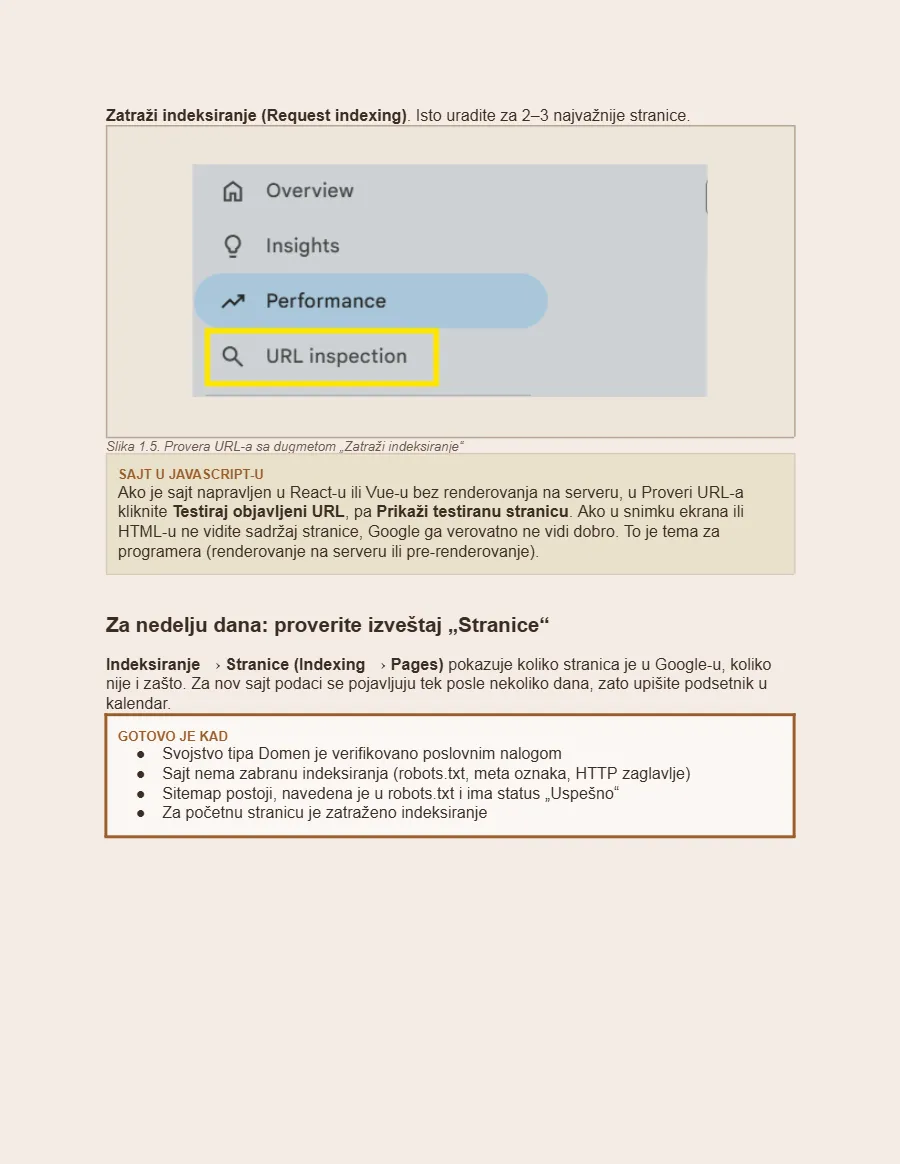 Zatraži indeksiranje (Request indexing). Isto uradite za 2–3 najvažnije stranice.
Overview
Insights
Performance
URL inspection
Slika 1.5. Provera URL-a sa dugmetom „Zatraži indeksiranje“
SAJT U JAVASCRIPT-U
Ako je sajt napravljen u React-u ili Vue-u bez renderovanja na serveru, u Proveri URL-a
kliknite Testiraj objavljeni URL, pa Prikaži testiranu stranicu. Ako u snimku ekrana ili
HTML-u ne vidite sadržaj stranice, Google ga verovatno ne vidi dobro. To je tema za
programera (renderovanje na serveru ili pre-renderovanje).
Za nedelju dana: proverite izveštaj „Stranice“
Indeksiranje › Stranice (Indexing › Pages) pokazuje koliko stranica je u Google-u, koliko
nije i zašto. Za nov sajt podaci se pojavljuju tek posle nekoliko dana, zato upišite podsetnik u
kalendar.
GOTOVO JE KAD
● Svojstvo tipa Domen je verifikovano poslovnim nalogom
● Sajt nema zabranu indeksiranja (robots.txt, meta oznaka, HTTP zaglavlje)
● Sitemap postoji, navedena je u robots.txt i ima status „Uspešno“
● Za početnu stranicu je zatraženo indeksiranje